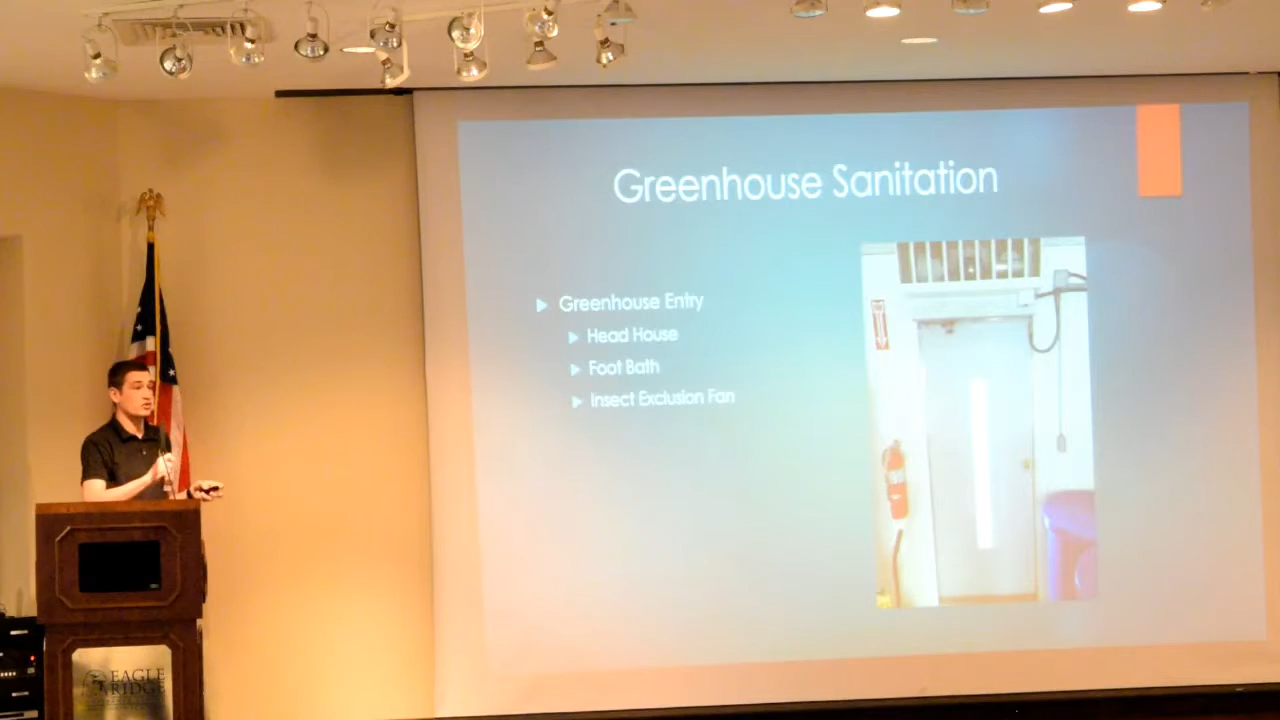 Greenhouse Sanitation
Greenhouse Entry
Head House
Foot Bath
Insect Exclusion Fan
EAGLE
RIDGE